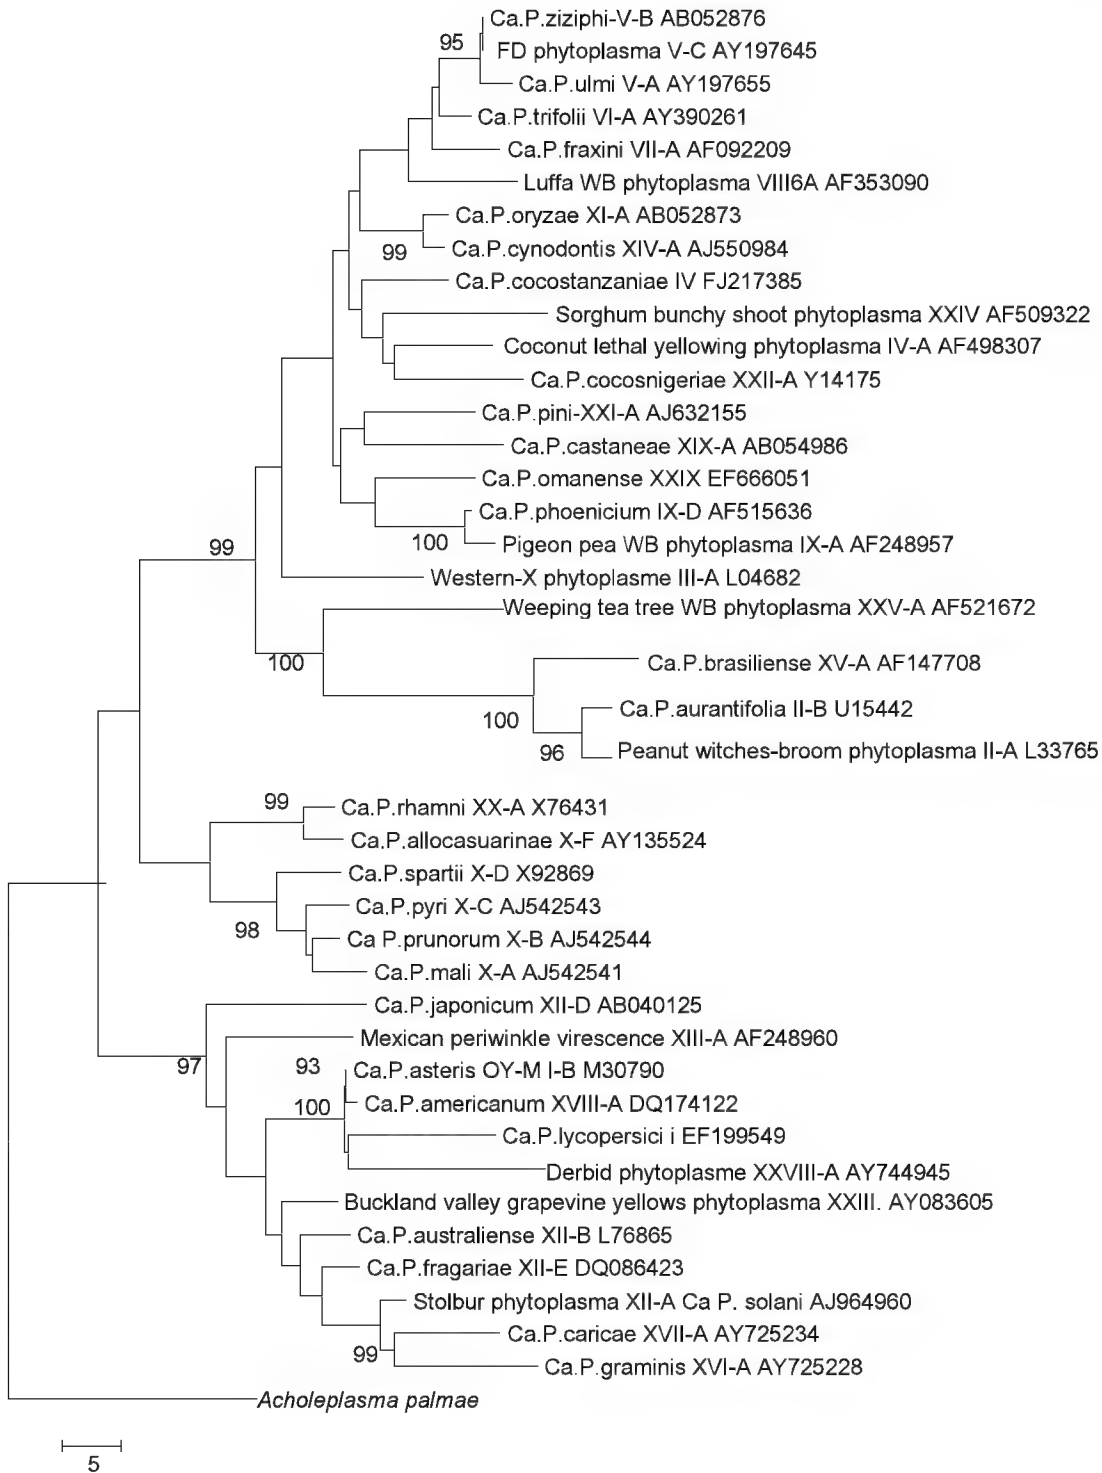 Ca.P.ziziphi-V-B AB052876
95
FD phytoplasma V-C AY197645
Ca.P.ulmi V-A AY197655
Ca.P.trifolii VI-A AY390261
Ca.P.fraxini VII-A AF092209
Luffa WB phytoplasma VIII6A AF353090
Ca.P.oryzae XI-A AB052873
99
Ca.P.cynodontis XIV-A AJ550984
Ca.P.cocostanzaniae IV FJ217385
Sorghum bunchy shoot phytoplasma XXIV AF509322
Coconut lethal yellowing phytoplasma IV-A AF498307
Ca.P.cocosnigeriae XXII-A Y14175
Ca.P.pini-XXI-A AJ632155
Ca.P.castaneae XIX-A AB054986
Ca.P.omanense XXIX EF666051
Ca.P.phoenicium IX-D AF515636
100
Pigeon pea WB phytoplasma IX-A AF248957
99
Western-X phytoplasme III-A L04682
Weeping tea tree WB phytoplasma XXV-A AF521672
100
Ca.P.brasiliense XV-A AF147708
Ca.P.aurantifolia II-B U15442
100
96
Peanut witches-broom phytoplasma II-A L33765
99
Ca.P.rhamni XX-A X76431
Ca.P.allocasuarinae X-F AY135524
Ca.P.spartii X-D X92869
Ca.P.pyri X-C AJ542543
98
Ca P.prunorum X-B AJ542544
Ca.P.mali X-A AJ542541
Ca.P.japonicum XII-D AB040125
Mexican periwinkle virescence XIII-A AF248960
97
93
Ca.P.asteris OY-M I-B M30790
100
Ca.P.americanum XVIII-A DQ174122
Ca.P.lycopersici i EF199549
Derbid phytoplasme XXVIII-A AY744945
Buckland valley grapevine yellows phytoplasma XXIII. AY083605
Ca.P.australiense XII-B L76865
Ca.P.fragariae XII-E DQ086423
Stolbur phytoplasma XII-A Ca P. solani AJ964960
Ca.P.caricae XVII-A AY725234
99
Ca.P.graminis XVI-A AY725228
Acholeplasma palmae
5